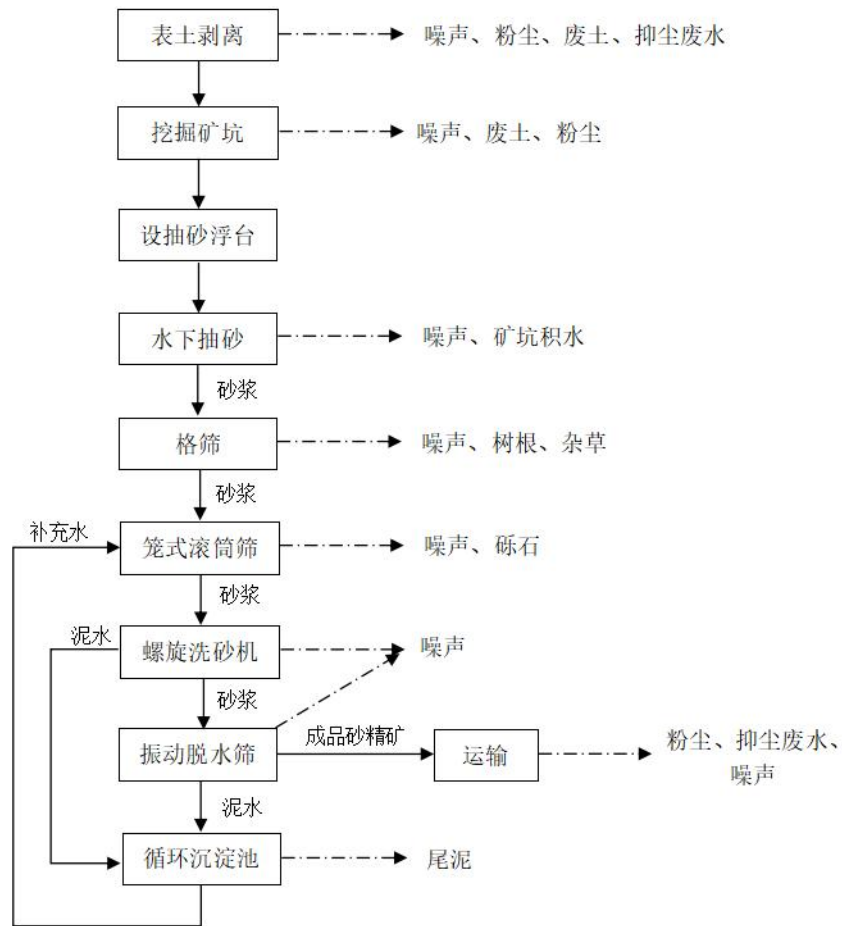 表土剥离
噪声、粉尘、废土、抑尘废水
挖掘矿坑
噪声、废土、粉尘
设抽砂浮台
水下抽砂
噪声、矿坑积水
砂浆
格筛
噪声、树根、杂草
砂浆
补充水
笼式滚筒筛
噪声、砾石
砂浆
泥水
螺旋洗砂机
噪声
砂浆
振动脱水筛
成品砂精矿
运输
粉尘、抑尘废水、
噪声
泥水
循环沉淀池
尾泥